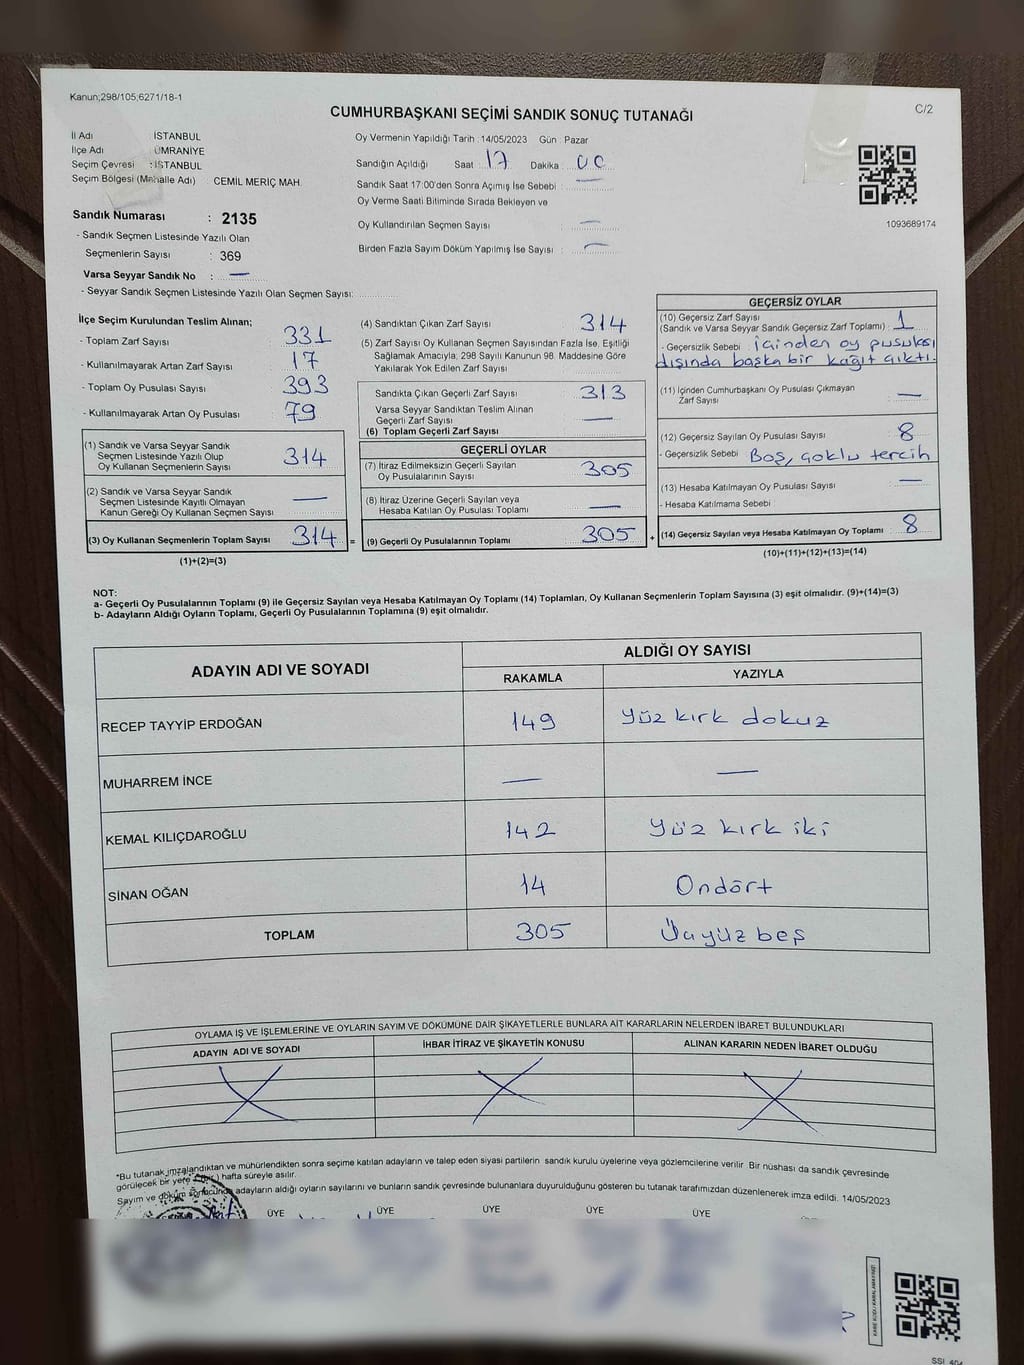 Kanun;298/105;6271/18-1
C/2
CUMHURBAŞKANI SEÇİMİ SANDIK SONUÇ TUTANAĞI
İl Adı İSTANBUL
İlçe Adı ÜMRANİYE
Seçim Çevresi : İSTANBUL
Seçim Bölgesi (Mahalle Adı) CEMİL MERİÇ MAH.
Sandık Numarası : 2135
- Sandık Seçmen Listesinde Yazılı Olan
Seçmenlerin Sayısı : 369
Varsa Seyyar Sandık No : —
- Seyyar Sandık Seçmen Listesinde Yazılı Olan Seçmen Sayısı:
Oy Vermenin Yapıldığı Tarih : 14/05/2023 Gün : Pazar
Sandığın Açıldığı Saat : 17 Dakika : 00
Sandık Saat 17:00'den Sonra Açımış İse Sebebi : —
Oy Verme Saati Bitiminde Sırada Bekleyen ve
Oy Kullandırılan Seçmen Sayısı : —
Birden Fazla Sayım Döküm Yapılmış İse Sayısı : —
1093689174
İlçe Seçim Kurulundan Teslim Alınan;
- Toplam Zarf Sayısı 331
- Kullanılmayarak Artan Zarf Sayısı 17
- Toplam Oy Pusulası Sayısı 393
- Kullanılmayarak Artan Oy Pusulası 79
(1) Sandık ve Varsa Seyyar Sandık
Seçmen Listesinde Yazılı Olup
Oy Kullanan Seçmenlerin Sayısı 314
(2) Sandık ve Varsa Seyyar Sandık
Seçmen Listesinde Kayıtlı Olmayan
Kanun Gereği Oy Kullanan Seçmen Sayısı —
(3) Oy Kullanan Seçmenlerin Toplam Sayısı 314 =
(1)+(2)=(3)
(4) Sandıktan Çıkan Zarf Sayısı 314
(5) Zarf Sayısı Oy Kullanan Seçmen Sayısından Fazla İse, Eşitliği
Sağlamak Amacıyla; 298 Sayılı Kanunun 98. Maddesine Göre
Yakılarak Yok Edilen Zarf Sayısı
Sandıkta Çıkan Geçerli Zarf Sayısı 313
Varsa Seyyar Sandıktan Teslim Alınan
Geçerli Zarf Sayısı —
(6) Toplam Geçerli Zarf Sayısı
GEÇERLİ OYLAR
(7) İtiraz Edilmeksizin Geçerli Sayılan
Oy Pusulalarının Sayısı 305
(8) İtiraz Üzerine Geçerli Sayılan veya
Hesaba Katılan Oy Pusulası Toplamı —
(9) Geçerli Oy Pusulalarının Toplamı 305 +
GEÇERSİZ OYLAR
(10) Geçersiz Zarf Sayısı
(Sandık ve Varsa Seyyar Sandık Geçersiz Zarf Toplamı) : 1
- Geçersizlik Sebebi : İçinden oy pusulası
dışında başka bir kağıt çıktı.
(11) İçinden Cumhurbaşkanı Oy Pusulası Çıkmayan
Zarf Sayısı —
(12) Geçersiz Sayılan Oy Pusulası Sayısı 8
- Geçersizlik Sebebi Boş, çoklu tercih
(13) Hesaba Katılmayan Oy Pusulası Sayısı —
- Hesaba Katılmama Sebebi
(14) Geçersiz Sayılan veya Hesaba Katılmayan Oy Toplamı 8
(10)+(11)+(12)+(13)=(14)
NOT:
a- Geçerli Oy Pusulalarının Toplamı (9) ile Geçersiz Sayılan veya Hesaba Katılmayan Oy Toplamı (14) Toplamları, Oy Kullanan Seçmenlerin Toplam Sayısına (3) eşit olmalıdır. (9)+(14)=(3)
b- Adayların Aldığı Oyların Toplamı, Geçerli Oy Pusulalarının Toplamına (9) eşit olmalıdır.
ADAYIN ADI VE SOYADI ALDIĞI OY SAYISI
RAKAMLA YAZIYLA
RECEP TAYYİP ERDOĞAN 149 Yüz kırk dokuz
MUHARREM İNCE — —
KEMAL KILIÇDAROĞLU 142 Yüz kırk iki
SİNAN OĞAN 14 Ondört
TOPLAM 305 Üçyüz beş
OYLAMA İŞ VE İŞLEMLERİNE VE OYLARIN SAYIM VE DÖKÜMÜNE DAİR ŞİKAYETLERLE BUNLARA AİT KARARLARIN NELERDEN İBARET BULUNDUKLARI
ADAYIN ADI VE SOYADI İHBAR İTİRAZ VE ŞİKAYETİN KONUSU ALINAN KARARIN NEDEN İBARET OLDUĞU
*Bu tutanak imzalandıktan ve mühürlendikten sonra seçime katılan adayların ve talep eden siyasi partilerin sandık kurulu üyelerine veya gözlemcilerine verilir. Bir nüshası da sandık çevresinde
görülecek bir yere (bir) hafta süreyle asılır.
Sayım ve döküm sonucunda adayların aldığı oyların sayılarını ve bunların sandık çevresinde bulunanlara duyurulduğunu gösteren bu tutanak tarafımızdan düzenlenerek imza edildi. 14/05/2023
ÜYE ÜYE ÜYE ÜYE ÜYE